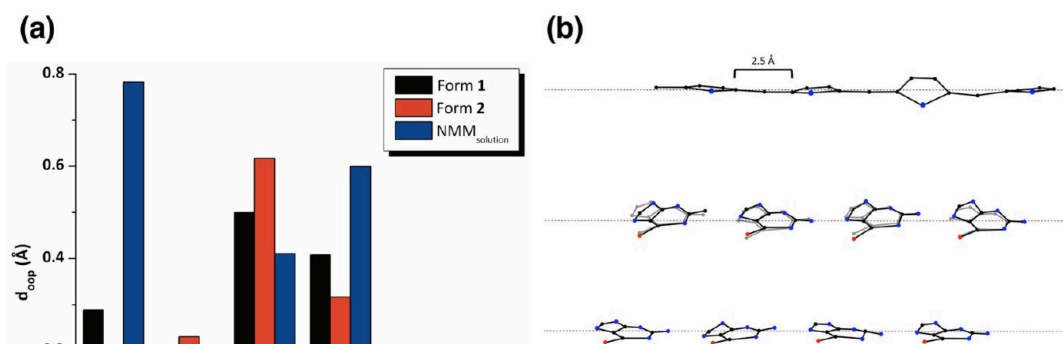 (a)
(b)
0.8
0.6
0.4
d_oop (Å)
Form 1
Form 2
NMM_solution
2.5 Å